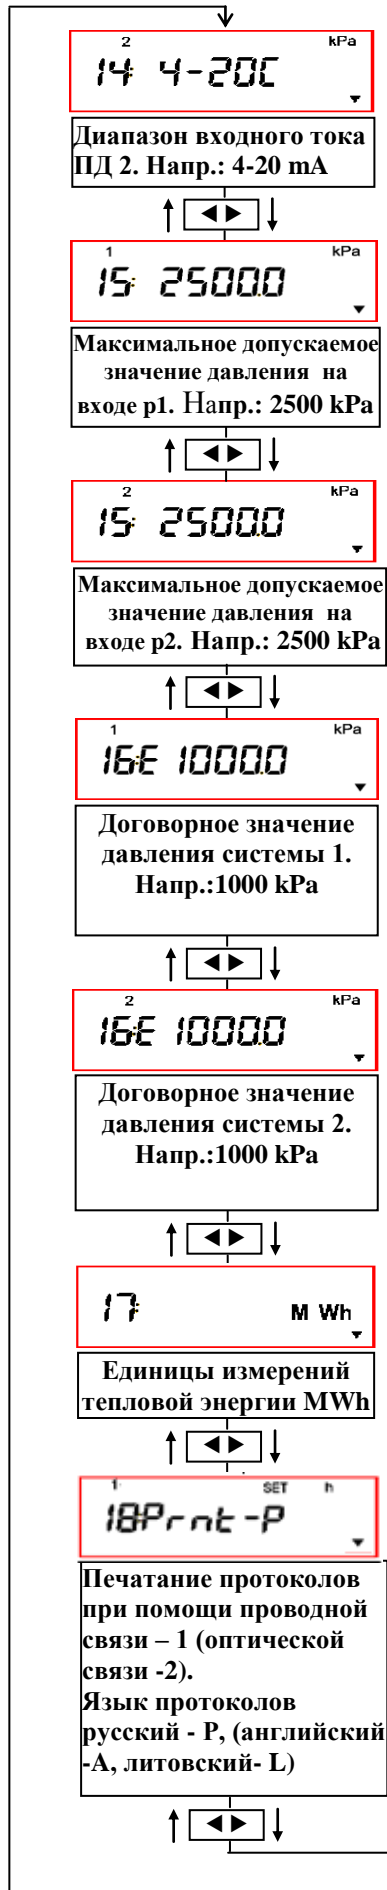 2 kPa
14: 4-20C
Диапазон входного тока
ПД 2. Напр.: 4-20 mA
1 kPa
15: 2500.0
Максимальное допускаемое
значение давления на
входе p1. Напр.: 2500 kPa
2 kPa
15: 2500.0
Максимальное допускаемое
значение давления на
входе p2. Напр.: 2500 kPa
1 kPa
16:E 1000.0
Договорное значение
давления системы 1.
Напр.:1000 kPa
2 kPa
16:E 1000.0
Договорное значение
давления системы 2.
Напр.:1000 kPa
17: M Wh
Единицы измерений
тепловой энергии MWh
1 SET h
18:Prnt-P
Печатание протоколов
при помощи проводной
связи – 1 (оптической
связи -2).
Язык протоколов
русский - Р, (английский
-А, литовский- L)